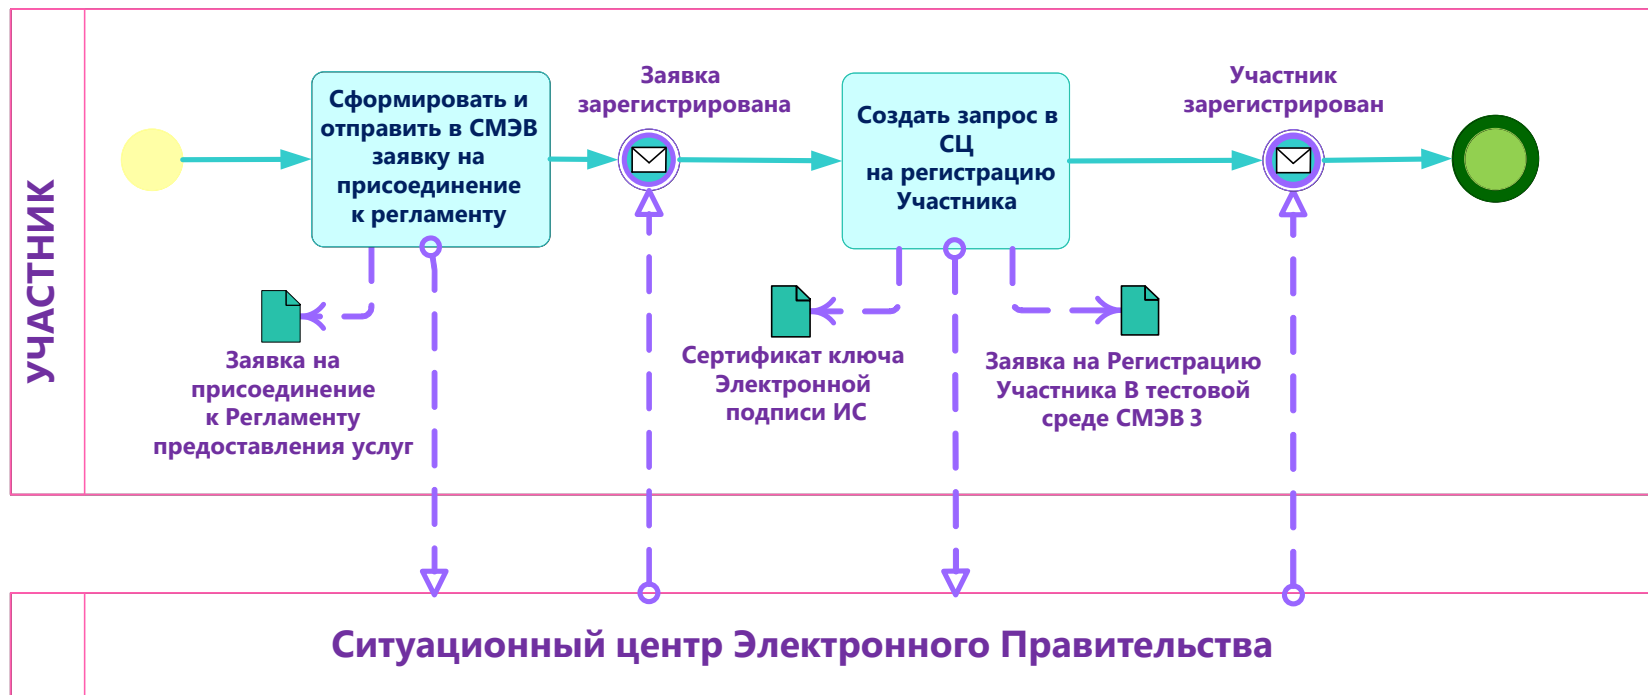 УЧАСТНИК
Сформировать и
отправить в СМЭВ
заявку на
присоединение
к регламенту
Заявка
зарегистрирована
Создать запрос в
СЦ
на регистрацию
Участника
Участник
зарегистрирован
Заявка на
присоединение
к Регламенту
предоставления услуг
Сертификат ключа
Электронной
подписи ИС
Заявка на Регистрацию
Участника В тестовой
среде СМЭВ 3
Ситуационный центр Электронного Правительства